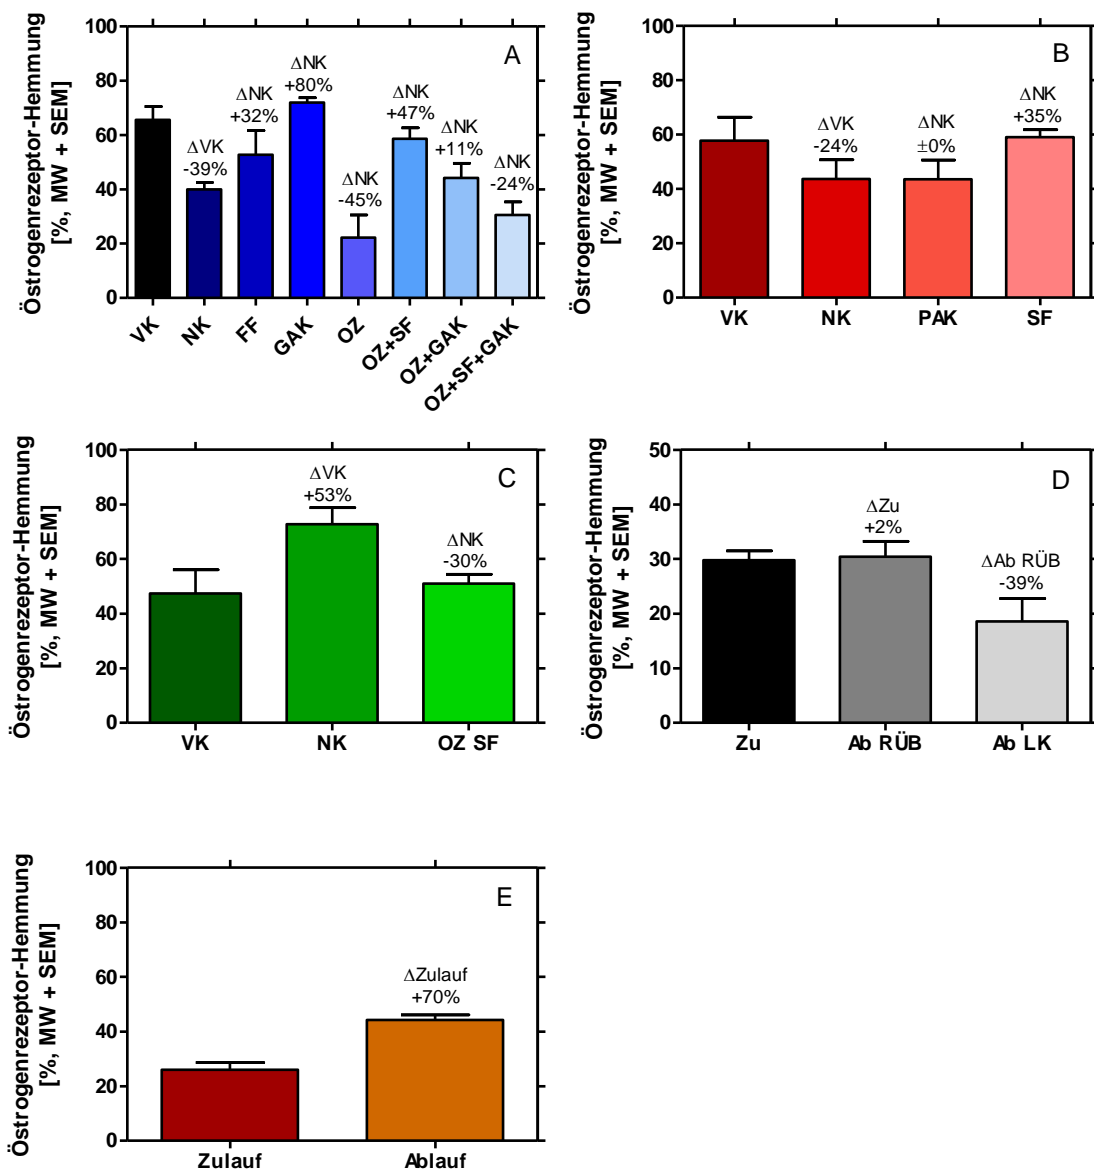 Östrogenrezeptor-Hemmung
[%, MW + SEM]
100
80
60
40
20
0
A
ΔVK
-39%
ΔNK
+32%
ΔNK
+80%
ΔNK
-45%
ΔNK
+47%
ΔNK
+11%
ΔNK
-24%
VK
NK
FF
GAK
OZ
OZ+SF
OZ+GAK
OZ+SF+GAK
Östrogenrezeptor-Hemmung
[%, MW + SEM]
100
80
60
40
20
0
B
ΔVK
-24%
ΔNK
±0%
ΔNK
+35%
VK
NK
PAK
SF
Östrogenrezeptor-Hemmung
[%, MW + SEM]
100
80
60
40
20
0
C
ΔVK
+53%
ΔNK
-30%
VK
NK
OZ SF
Östrogenrezeptor-Hemmung
[%, MW + SEM]
50
40
30
20
10
0
D
ΔZu
+2%
ΔAb RÜB
-39%
Zu
Ab RÜB
Ab LK
Östrogenrezeptor-Hemmung
[%, MW + SEM]
100
80
60
40
20
0
E
ΔZulauf
+70%
Zulauf
Ablauf